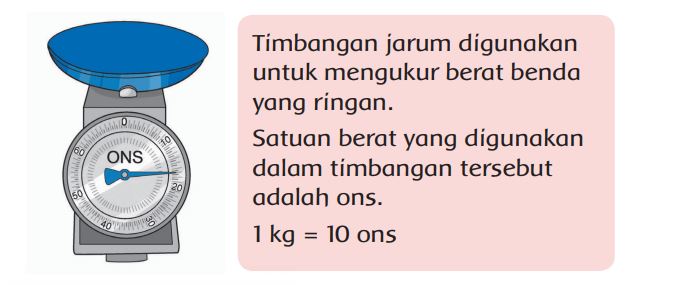 0
10
60
ONS
20
50
40
30
Timbangan jarum digunakan
untuk mengukur berat benda
yang ringan.
Satuan berat yang digunakan
dalam timbangan tersebut
adalah ons.
1 kg = 10 ons